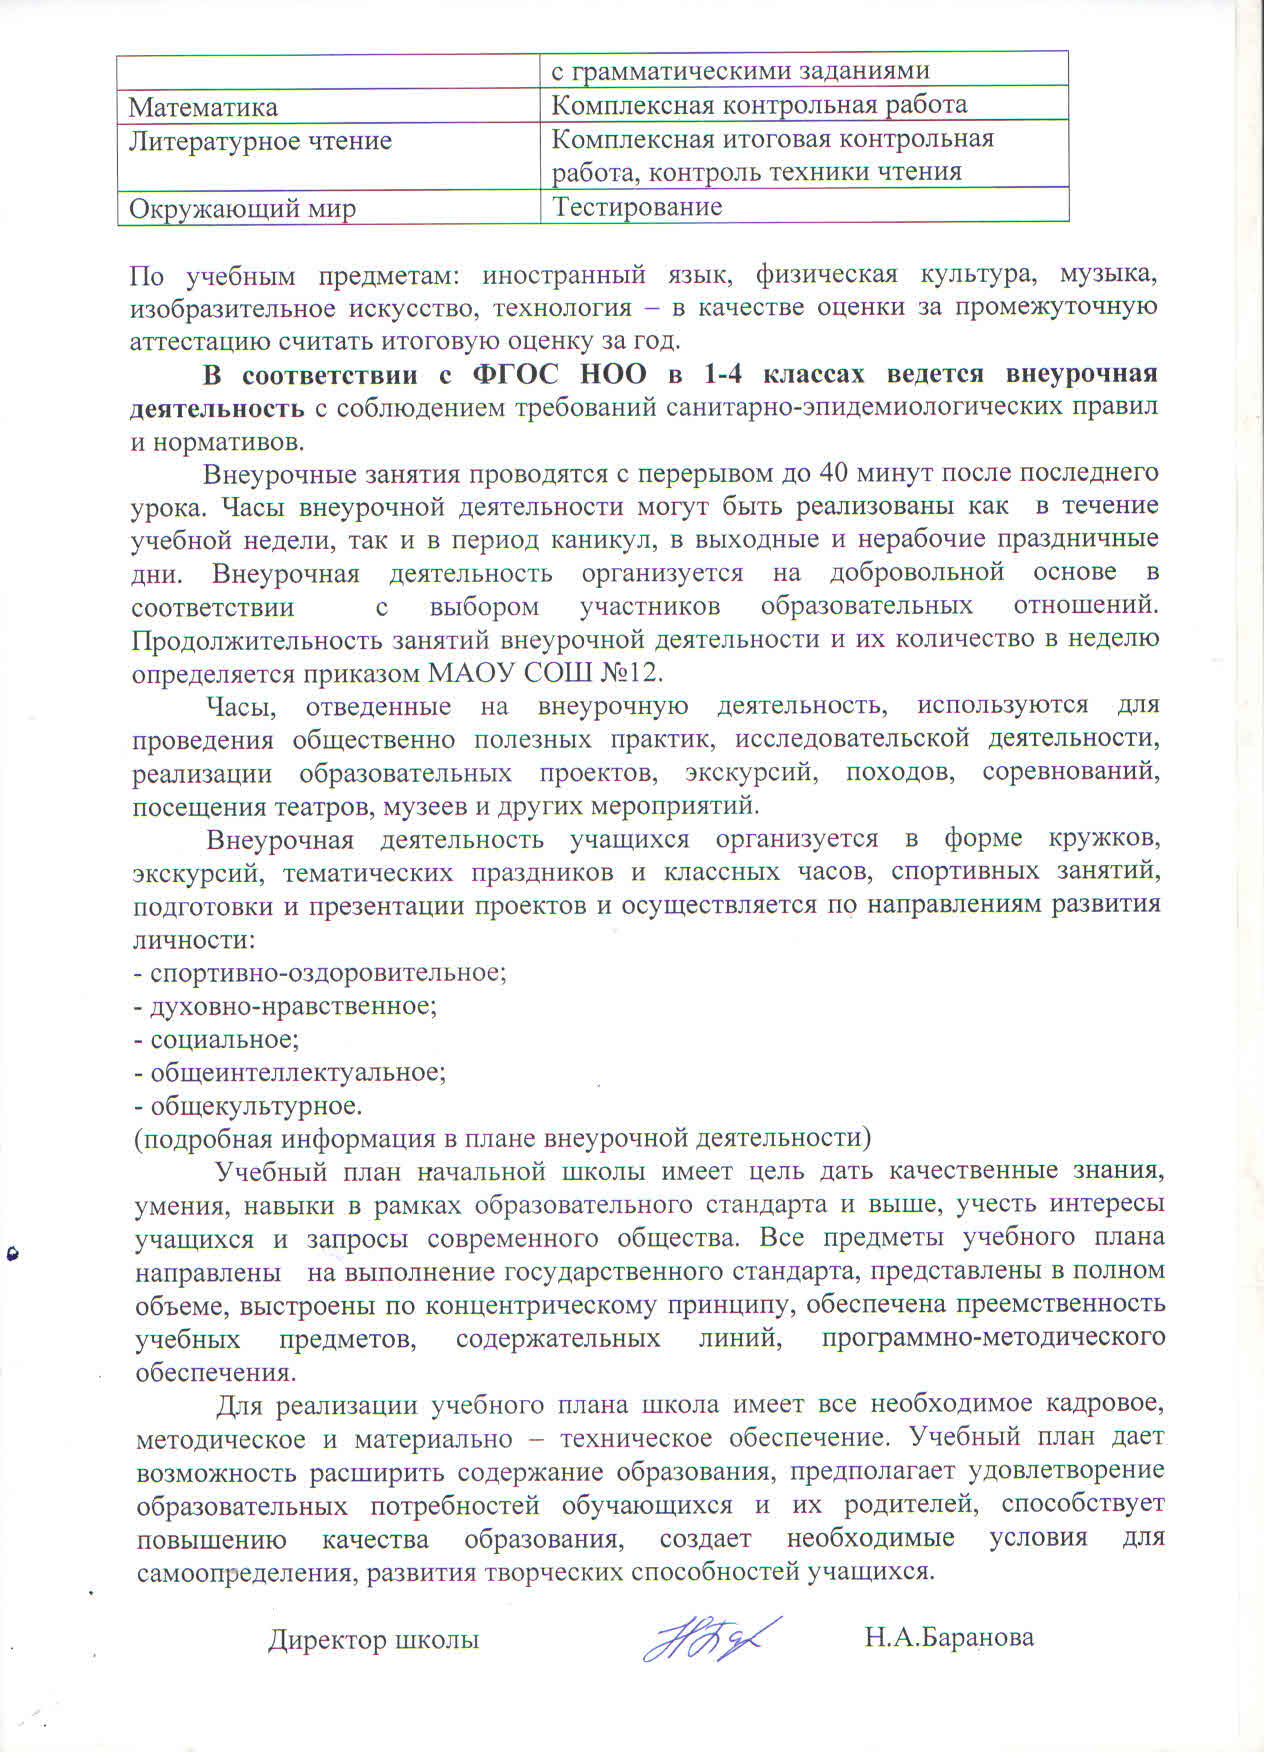 с грамматическими заданиями
Математика Комплексная контрольная работа
Литературное чтение Комплексная итоговая контрольная
работа, контроль техники чтения
Окружающий мир Тестирование
По учебным предметам: иностранный язык, физическая культура, музыка,
изобразительное искусство, технология – в качестве оценки за промежуточную
аттестацию считать итоговую оценку за год.
В соответствии с ФГОС НОО в 1-4 классах ведется внеурочная
деятельность с соблюдением требований санитарно-эпидемиологических правил
и нормативов.
Внеурочные занятия проводятся с перерывом до 40 минут после последнего
урока. Часы внеурочной деятельности могут быть реализованы как в течение
учебной недели, так и в период каникул, в выходные и нерабочие праздничные
дни. Внеурочная деятельность организуется на добровольной основе в
соответствии с выбором участников образовательных отношений.
Продолжительность занятий внеурочной деятельности и их количество в неделю
определяется приказом МАОУ СОШ №12.
Часы, отведенные на внеурочную деятельность, используются для
проведения общественно полезных практик, исследовательской деятельности,
реализации образовательных проектов, экскурсий, походов, соревнований,
посещения театров, музеев и других мероприятий.
Внеурочная деятельность учащихся организуется в форме кружков,
экскурсий, тематических праздников и классных часов, спортивных занятий,
подготовки и презентации проектов и осуществляется по направлениям развития
личности:
- спортивно-оздоровительное;
- духовно-нравственное;
- социальное;
- общеинтеллектуальное;
- общекультурное.
(подробная информация в плане внеурочной деятельности)
Учебный план начальной школы имеет цель дать качественные знания,
умения, навыки в рамках образовательного стандарта и выше, учесть интересы
учащихся и запросы современного общества. Все предметы учебного плана
направлены на выполнение государственного стандарта, представлены в полном
объеме, выстроены по концентрическому принципу, обеспечена преемственность
учебных предметов, содержательных линий, программно-методического
обеспечения.
Для реализации учебного плана школа имеет все необходимое кадровое,
методическое и материально – техническое обеспечение. Учебный план дает
возможность расширить содержание образования, предполагает удовлетворение
образовательных потребностей обучающихся и их родителей, способствует
повышению качества образования, создает необходимые условия для
самоопределения, развития творческих способностей учащихся.
Директор школы Н.А.Баранова